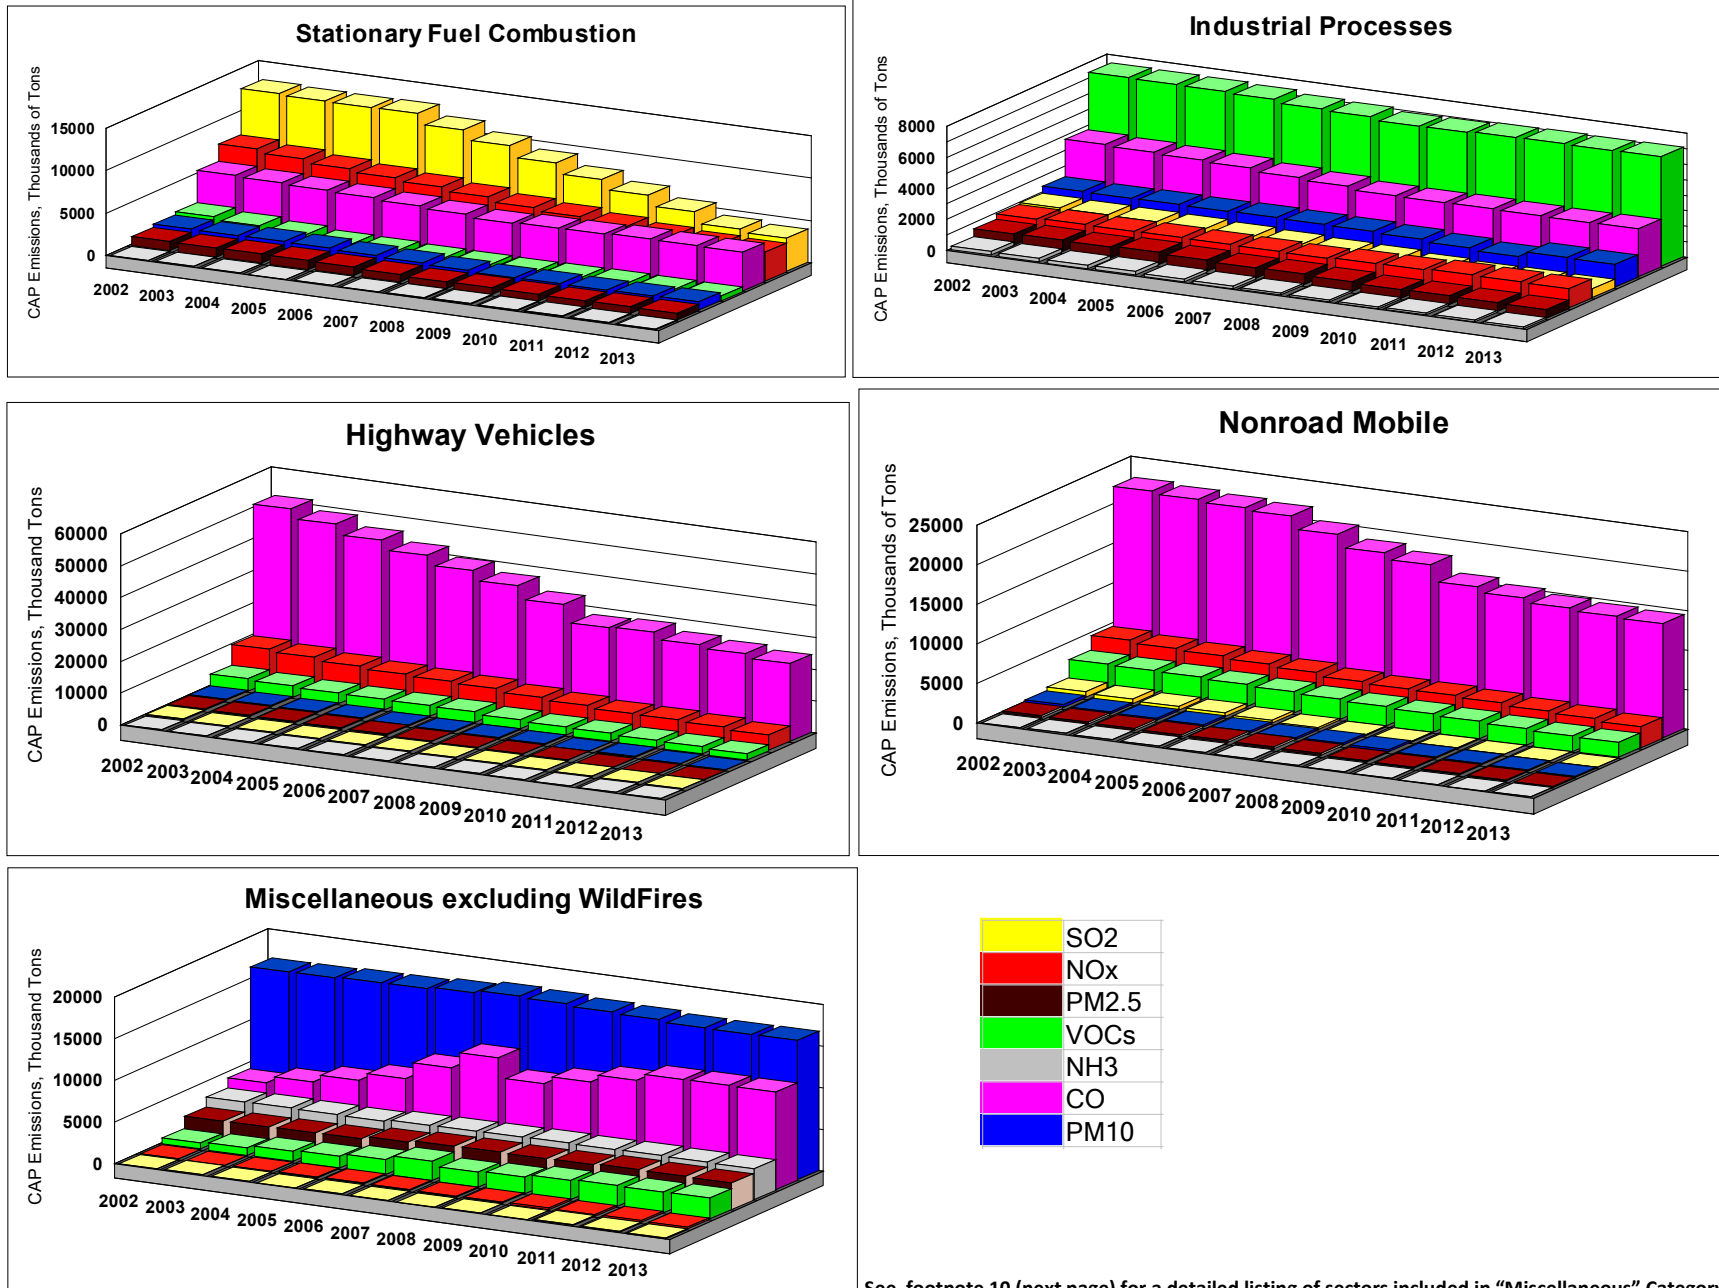 Stationary Fuel Combustion
CAP Emissions, Thousands of Tons
15000
10000
5000
0
2002 2003 2004 2005 2006 2007 2008 2009 2010 2011 2012 2013
Industrial Processes
CAP Emissions, Thousands of Tons
8000
6000
4000
2000
0
2002 2003 2004 2005 2006 2007 2008 2009 2010 2011 2012 2013
Highway Vehicles
CAP Emissions, Thousand Tons
60000
50000
40000
30000
20000
10000
0
2002 2003 2004 2005 2006 2007 2008 2009 2010 2011 2012 2013
Nonroad Mobile
CAP Emissions, Thousands of Tons
25000
20000
15000
10000
5000
0
2002 2003 2004 2005 2006 2007 2008 2009 2010 2011 2012 2013
Miscellaneous excluding WildFires
CAP Emissions, Thousand Tons
20000
15000
10000
5000
0
2002 2003 2004 2005 2006 2007 2008 2009 2010 2011 2012 2013
SO2
NOx
PM2.5
VOCs
NH3
CO
PM10
See footnote 10 (next page) for a detailed listing of sectors included in “Miscellaneous” Category